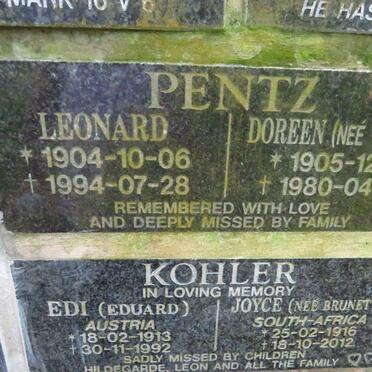 MARK 16 V 6
HE HAS
PENTZ
LEONARD DOREEN (NEE
* 1904-10-06 * 1905-12
† 1994-07-28 † 1980-04
REMEMBERED WITH LOVE
AND DEEPLY MISSED BY FAMILY
KOHLER
IN LOVING MEMORY
EDI (EDUARD) JOYCE (NEE BRUNET
AUSTRIA SOUTH-AFRICA
* 18-02-1913 * 25-02-1916
† 30-11-1992 † 18-10-2012
SADLY MISSED BY CHILDREN
HILDEGARDE, LEON AND ALL THE FAMILY